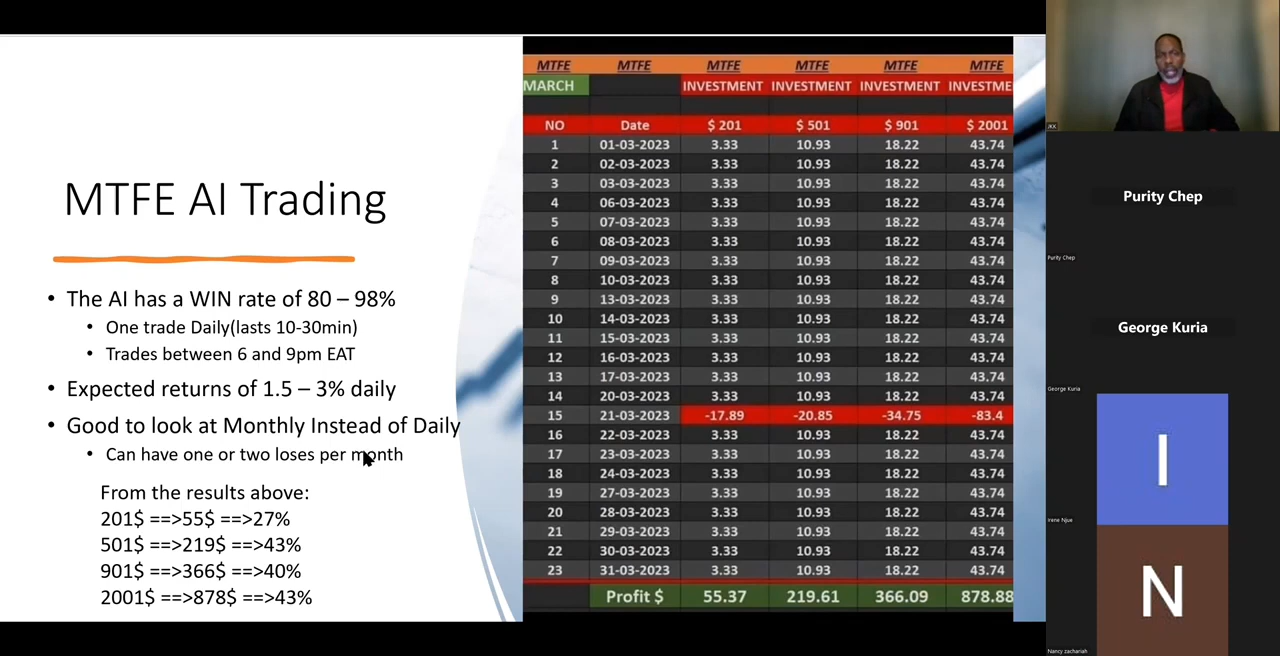 MTFE AI Trading
• The AI has a WIN rate of 80 – 98%
• One trade Daily(lasts 10-30min)
• Trades between 6 and 9pm EAT
• Expected returns of 1.5 – 3% daily
• Good to look at Monthly Instead of Daily
• Can have one or two loses per month
From the results above:
201$ ==>55$ ==>27%
501$ ==>219$ ==>43%
901$ ==>366$ ==>40%
2001$ ==>878$ ==>43%
MTFE MTFE MTFE MTFE MTFE MTFE
MARCH INVESTMENT INVESTMENT INVESTMENT INVESTME
NO Date $ 201 $ 501 $ 901 $ 2001
1 01-03-2023 3.33 10.93 18.22 43.74
2 02-03-2023 3.33 10.93 18.22 43.74
3 03-03-2023 3.33 10.93 18.22 43.74
4 06-03-2023 3.33 10.93 18.22 43.74
5 07-03-2023 3.33 10.93 18.22 43.74
6 08-03-2023 3.33 10.93 18.22 43.74
7 09-03-2023 3.33 10.93 18.22 43.74
8 10-03-2023 3.33 10.93 18.22 43.74
9 13-03-2023 3.33 10.93 18.22 43.74
10 14-03-2023 3.33 10.93 18.22 43.74
11 15-03-2023 3.33 10.93 18.22 43.74
12 16-03-2023 3.33 10.93 18.22 43.74
13 17-03-2023 3.33 10.93 18.22 43.74
14 20-03-2023 3.33 10.93 18.22 43.74
15 21-03-2023 -17.89 -20.85 -34.75 -83.4
16 22-03-2023 3.33 10.93 18.22 43.74
17 23-03-2023 3.33 10.93 18.22 43.74
18 24-03-2023 3.33 10.93 18.22 43.74
19 27-03-2023 3.33 10.93 18.22 43.74
20 28-03-2023 3.33 10.93 18.22 43.74
21 29-03-2023 3.33 10.93 18.22 43.74
22 30-03-2023 3.33 10.93 18.22 43.74
23 31-03-2023 3.33 10.93 18.22 43.74
Profit $ 55.37 219.61 366.09 878.88
Purity Chep
Purity Chep
George Kuria
George Kuria
I
Irene Njue
N
Nancy zachariah